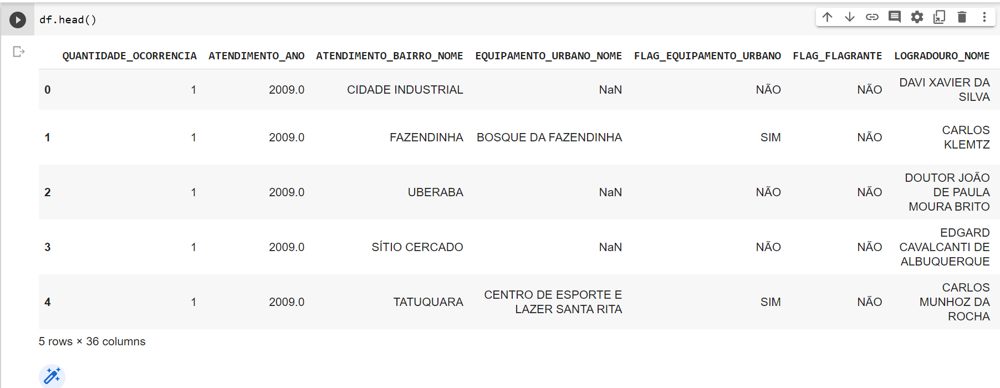 df.head()
QUANTIDADE_OCORRENCIA ATENDIMENTO_ANO ATENDIMENTO_BAIRRO_NOME EQUIPAMENTO_URBANO_NOME FLAG_EQUIPAMENTO_URBANO FLAG_FLAGRANTE LOGRADOURO_NOME
0 1 2009.0 CIDADE INDUSTRIAL NaN NÃO NÃO DAVI XAVIER DA
SILVA
1 1 2009.0 FAZENDINHA BOSQUE DA FAZENDINHA SIM NÃO CARLOS
KLEMTZ
2 1 2009.0 UBERABA NaN NÃO NÃO DOUTOR JOÃO
DE PAULA
MOURA BRITO
3 1 2009.0 SÍTIO CERCADO NaN NÃO NÃO EDGARD
CAVALCANTI DE
ALBUQUERQUE
4 1 2009.0 TATUQUARA CENTRO DE ESPORTE E
LAZER SANTA RITA SIM NÃO CARLOS
MUNHOZ DA
ROCHA
5 rows × 36 columns